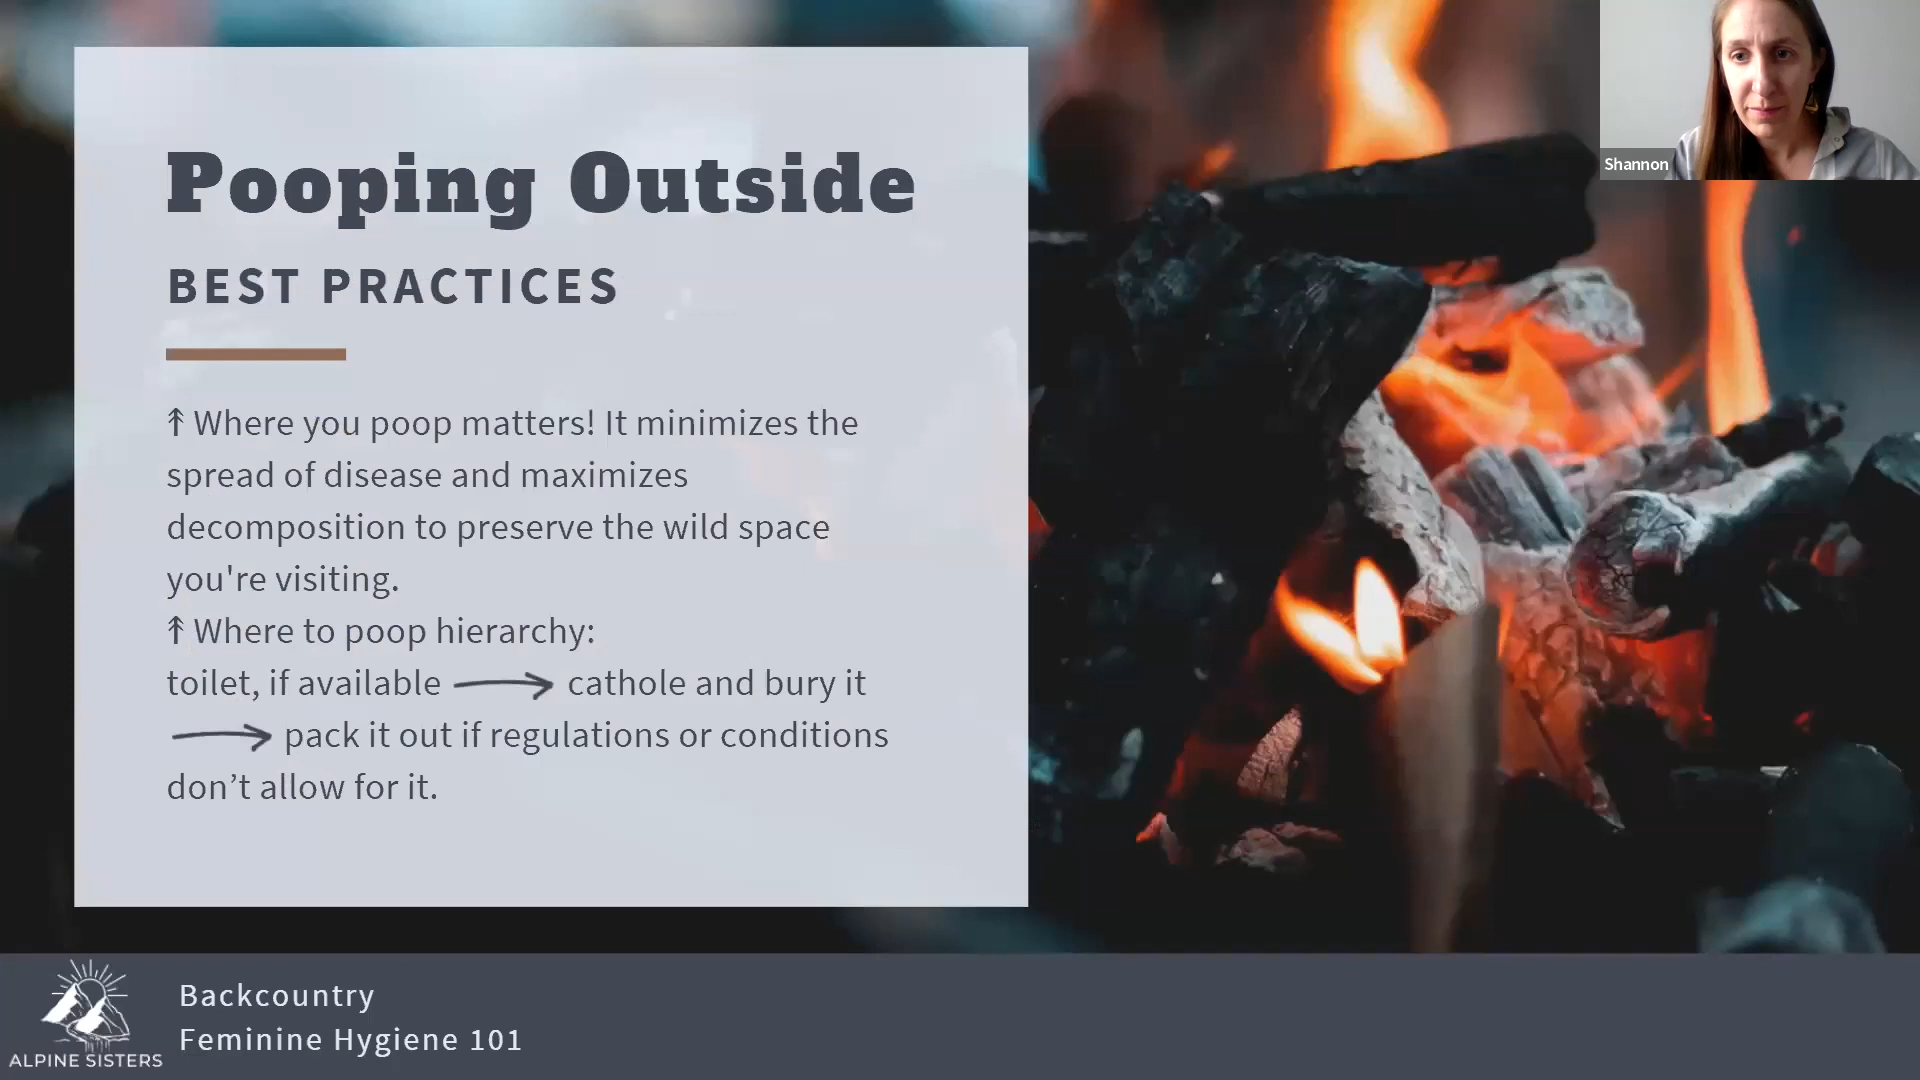 Pooping Outside
BEST PRACTICES
↟ Where you poop matters! It minimizes the
spread of disease and maximizes
decomposition to preserve the wild space
you're visiting.
↟ Where to poop hierarchy:
toilet, if available ⟶ cathole and bury it
⟶ pack it out if regulations or conditions
don’t allow for it.
Shannon
ALPINE SISTERS
Backcountry
Feminine Hygiene 101